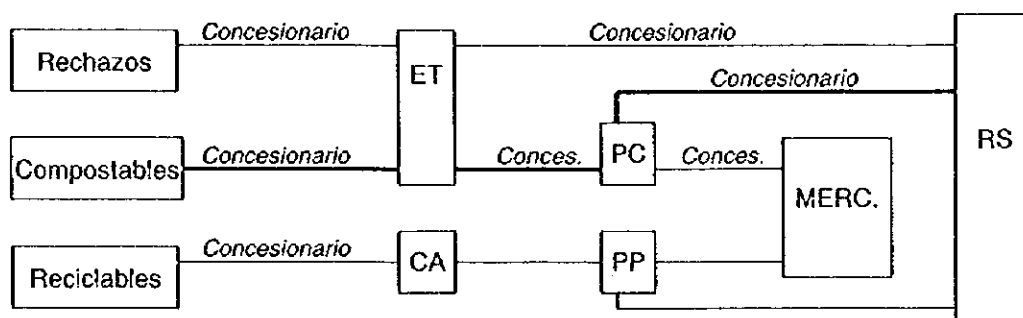 Concesionario Concesionario
Rechazos ET Concesionario RS
Compostables Concesionario Conces. PC Conces. MERC.
Reciclables Concesionario CA PP